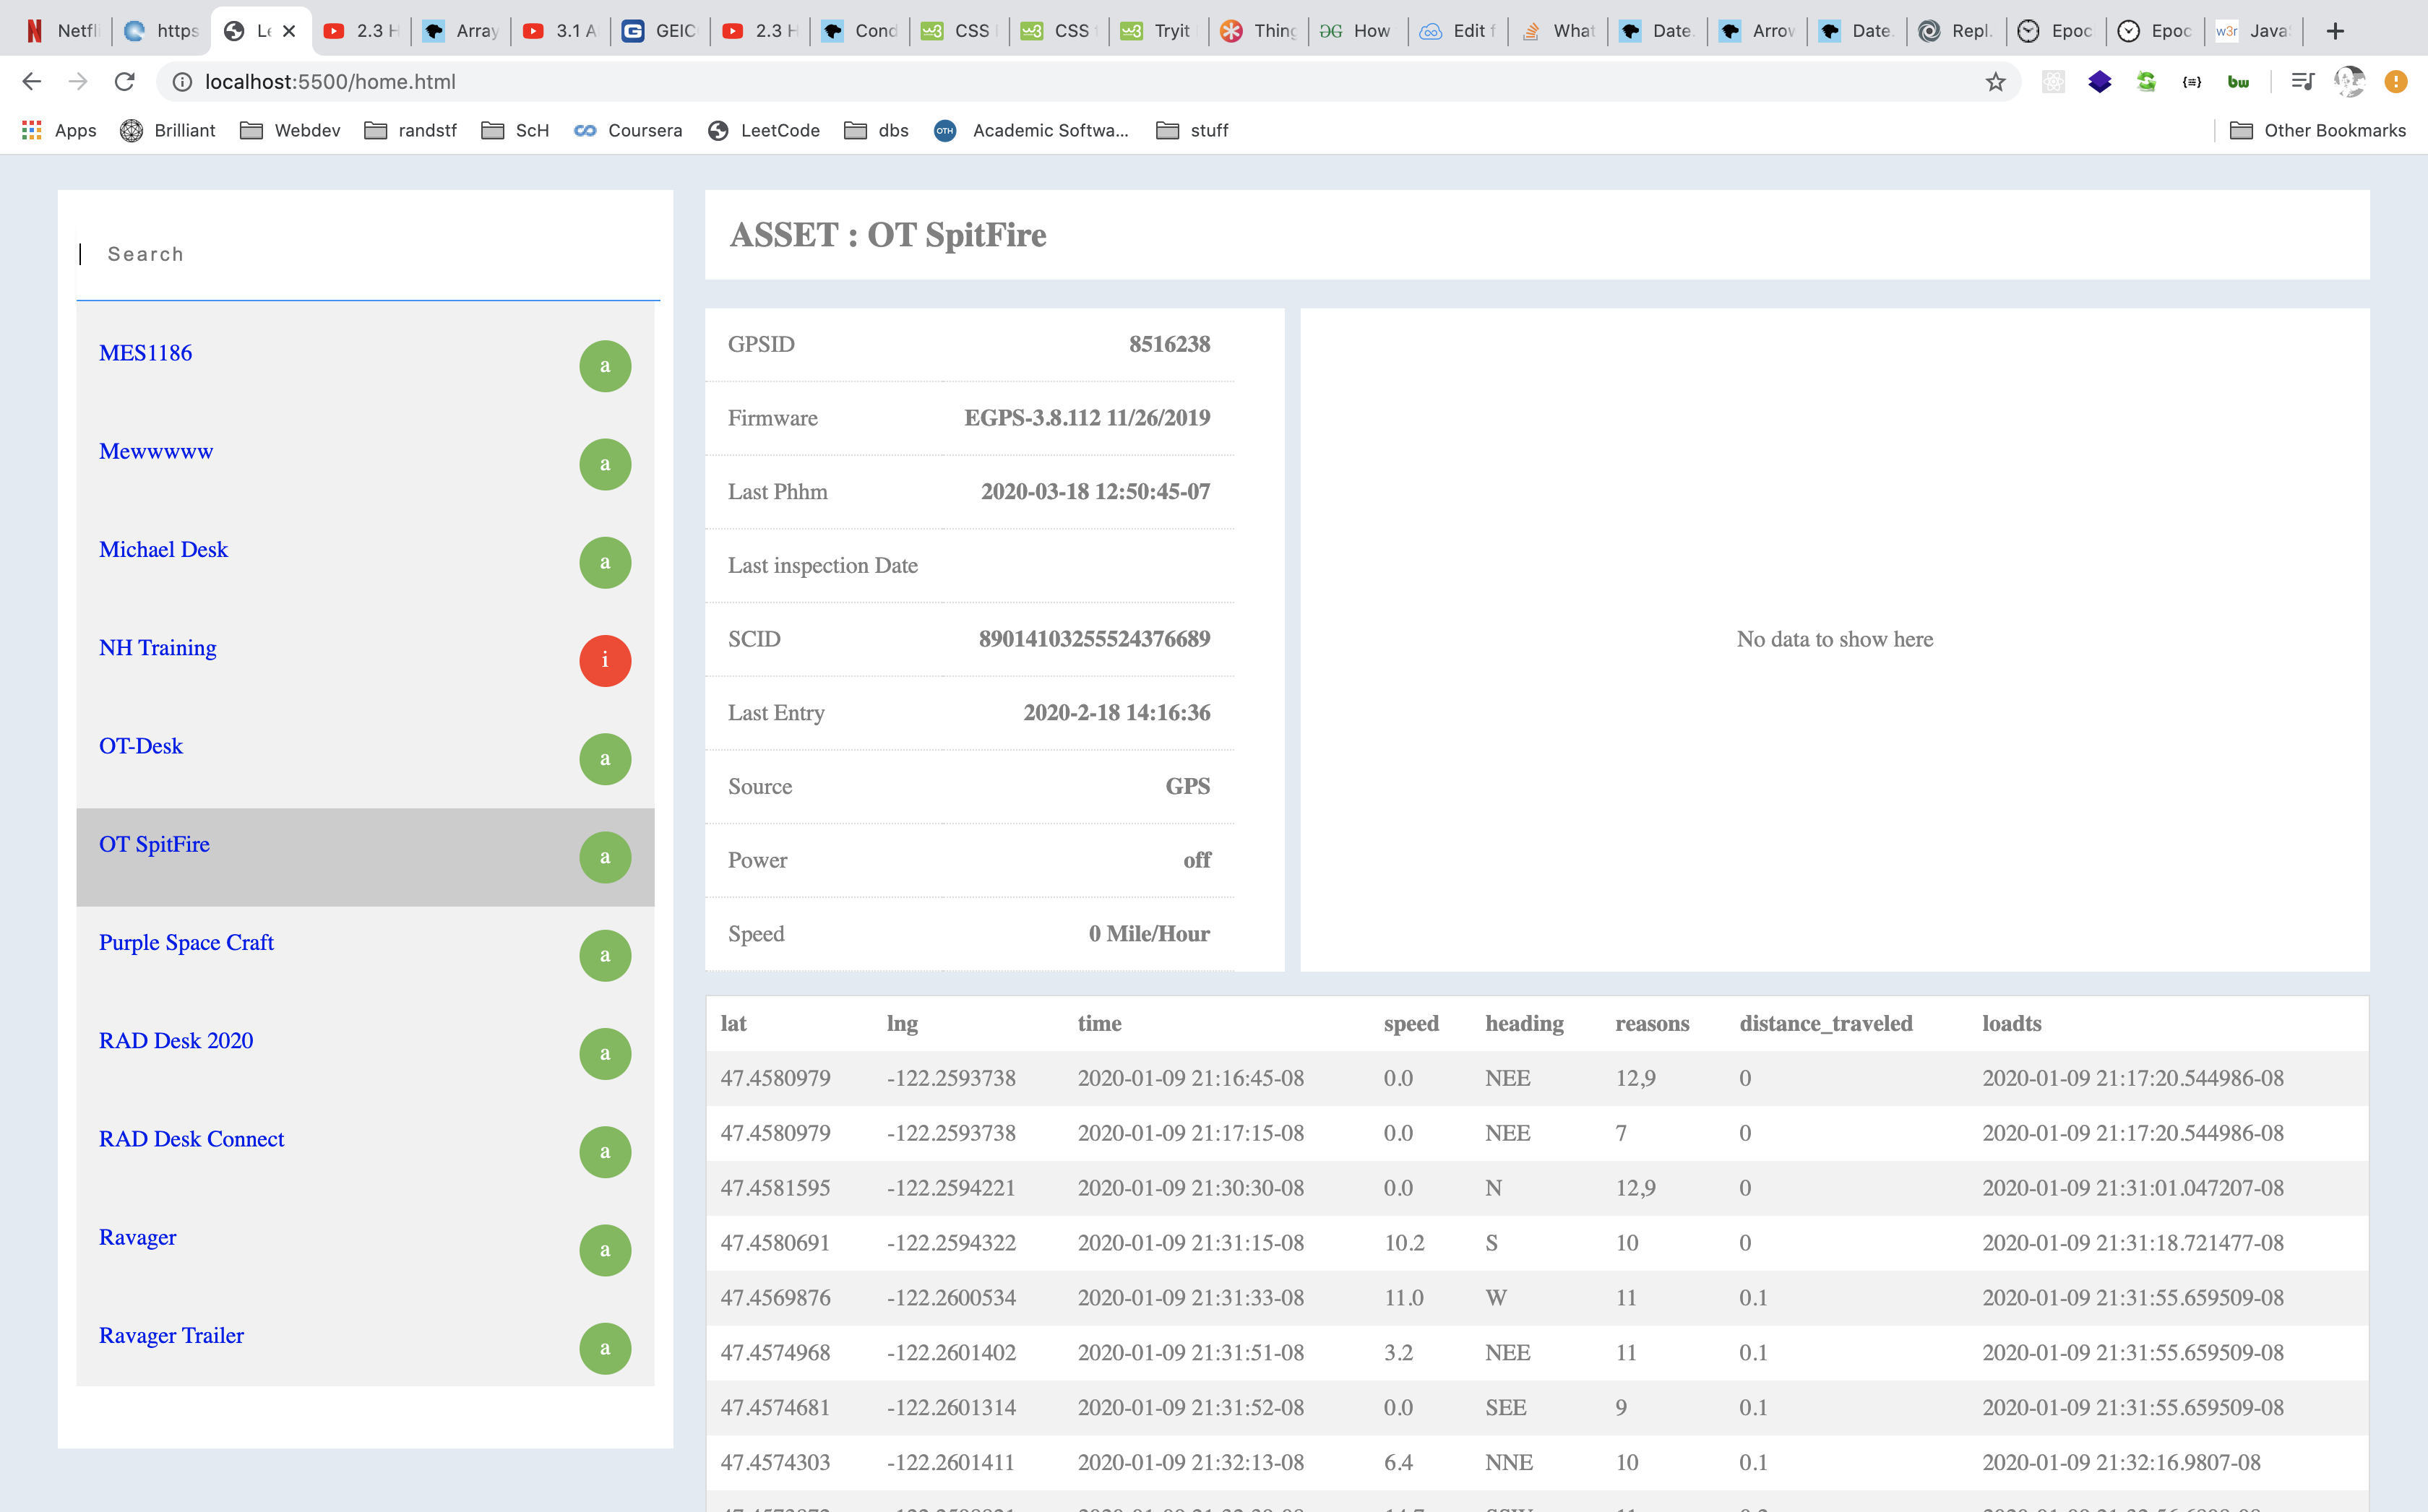 Netfli https Le 2.3 H Array 3.1 A GEIC 2.3 H Cond CSS CSS Tryit Thing How Edit f What Date. Arrow Date. Repl. Epoc Epoc w3r Java
localhost:5500/home.html
Apps Brilliant Webdev randstf ScH Coursera LeetCode dbs OTH Academic Softwa... stuff Other Bookmarks
Search
MES1186 a
Mewwwww a
Michael Desk a
NH Training i
OT-Desk a
OT SpitFire a
Purple Space Craft a
RAD Desk 2020 a
RAD Desk Connect a
Ravager a
Ravager Trailer a
ASSET : OT SpitFire
GPSID 8516238
Firmware EGPS-3.8.112 11/26/2019
Last Phhm 2020-03-18 12:50:45-07
Last inspection Date
SCID 89014103255524376689
Last Entry 2020-2-18 14:16:36
Source GPS
Power off
Speed 0 Mile/Hour
No data to show here
lat lng time speed heading reasons distance_traveled loadts
47.4580979 -122.2593738 2020-01-09 21:16:45-08 0.0 NEE 12,9 0 2020-01-09 21:17:20.544986-08
47.4580979 -122.2593738 2020-01-09 21:17:15-08 0.0 NEE 7 0 2020-01-09 21:17:20.544986-08
47.4581595 -122.2594221 2020-01-09 21:30:30-08 0.0 N 12,9 0 2020-01-09 21:31:01.047207-08
47.4580691 -122.2594322 2020-01-09 21:31:15-08 10.2 S 10 0 2020-01-09 21:31:18.721477-08
47.4569876 -122.2600534 2020-01-09 21:31:33-08 11.0 W 11 0.1 2020-01-09 21:31:55.659509-08
47.4574968 -122.2601402 2020-01-09 21:31:51-08 3.2 NEE 11 0.1 2020-01-09 21:31:55.659509-08
47.4574681 -122.2601314 2020-01-09 21:31:52-08 0.0 SEE 9 0.1 2020-01-09 21:31:55.659509-08
47.4574303 -122.2601411 2020-01-09 21:32:13-08 6.4 NNE 10 0.1 2020-01-09 21:32:16.9807-08